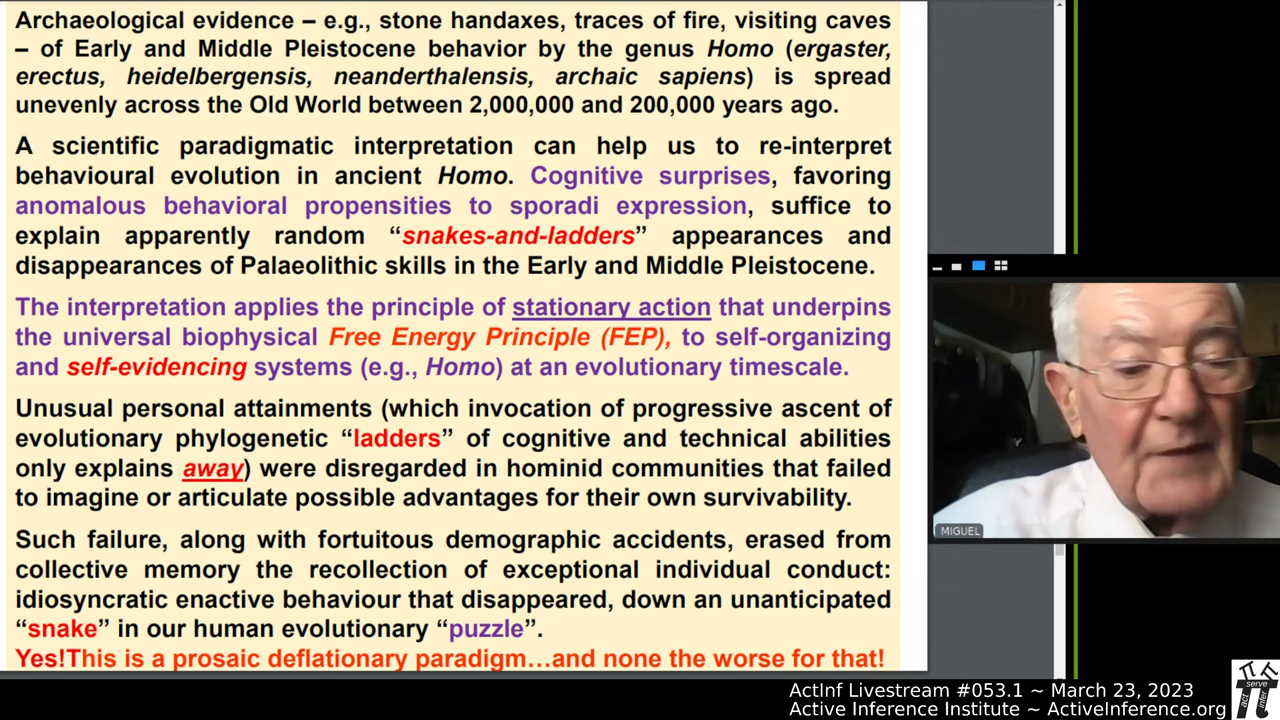 Archaeological evidence – e.g., stone handaxes, traces of fire, visiting caves
– of Early and Middle Pleistocene behavior by the genus Homo (ergaster,
erectus, heidelbergensis, neanderthalensis, archaic sapiens) is spread
unevenly across the Old World between 2,000,000 and 200,000 years ago.
A scientific paradigmatic interpretation can help us to re-interpret
behavioural evolution in ancient Homo. Cognitive surprises, favoring
anomalous behavioral propensities to sporadi expression, suffice to
explain apparently random “snakes-and-ladders” appearances and
disappearances of Palaeolithic skills in the Early and Middle Pleistocene.
The interpretation applies the principle of stationary action that underpins
the universal biophysical Free Energy Principle (FEP), to self-organizing
and self-evidencing systems (e.g., Homo) at an evolutionary timescale.
Unusual personal attainments (which invocation of progressive ascent of
evolutionary phylogenetic “ladders” of cognitive and technical abilities
only explains away) were disregarded in hominid communities that failed
to imagine or articulate possible advantages for their own survivability.
Such failure, along with fortuitous demographic accidents, erased from
collective memory the recollection of exceptional individual conduct:
idiosyncratic enactive behaviour that disappeared, down an unanticipated
“snake” in our human evolutionary “puzzle”.
Yes!This is a prosaic deflationary paradigm…and none the worse for that!
MIGUEL
ActInf Livestream #053.1 ~ March 23, 2023
Active Inference Institute ~ ActiveInference.org
serve
act
infer